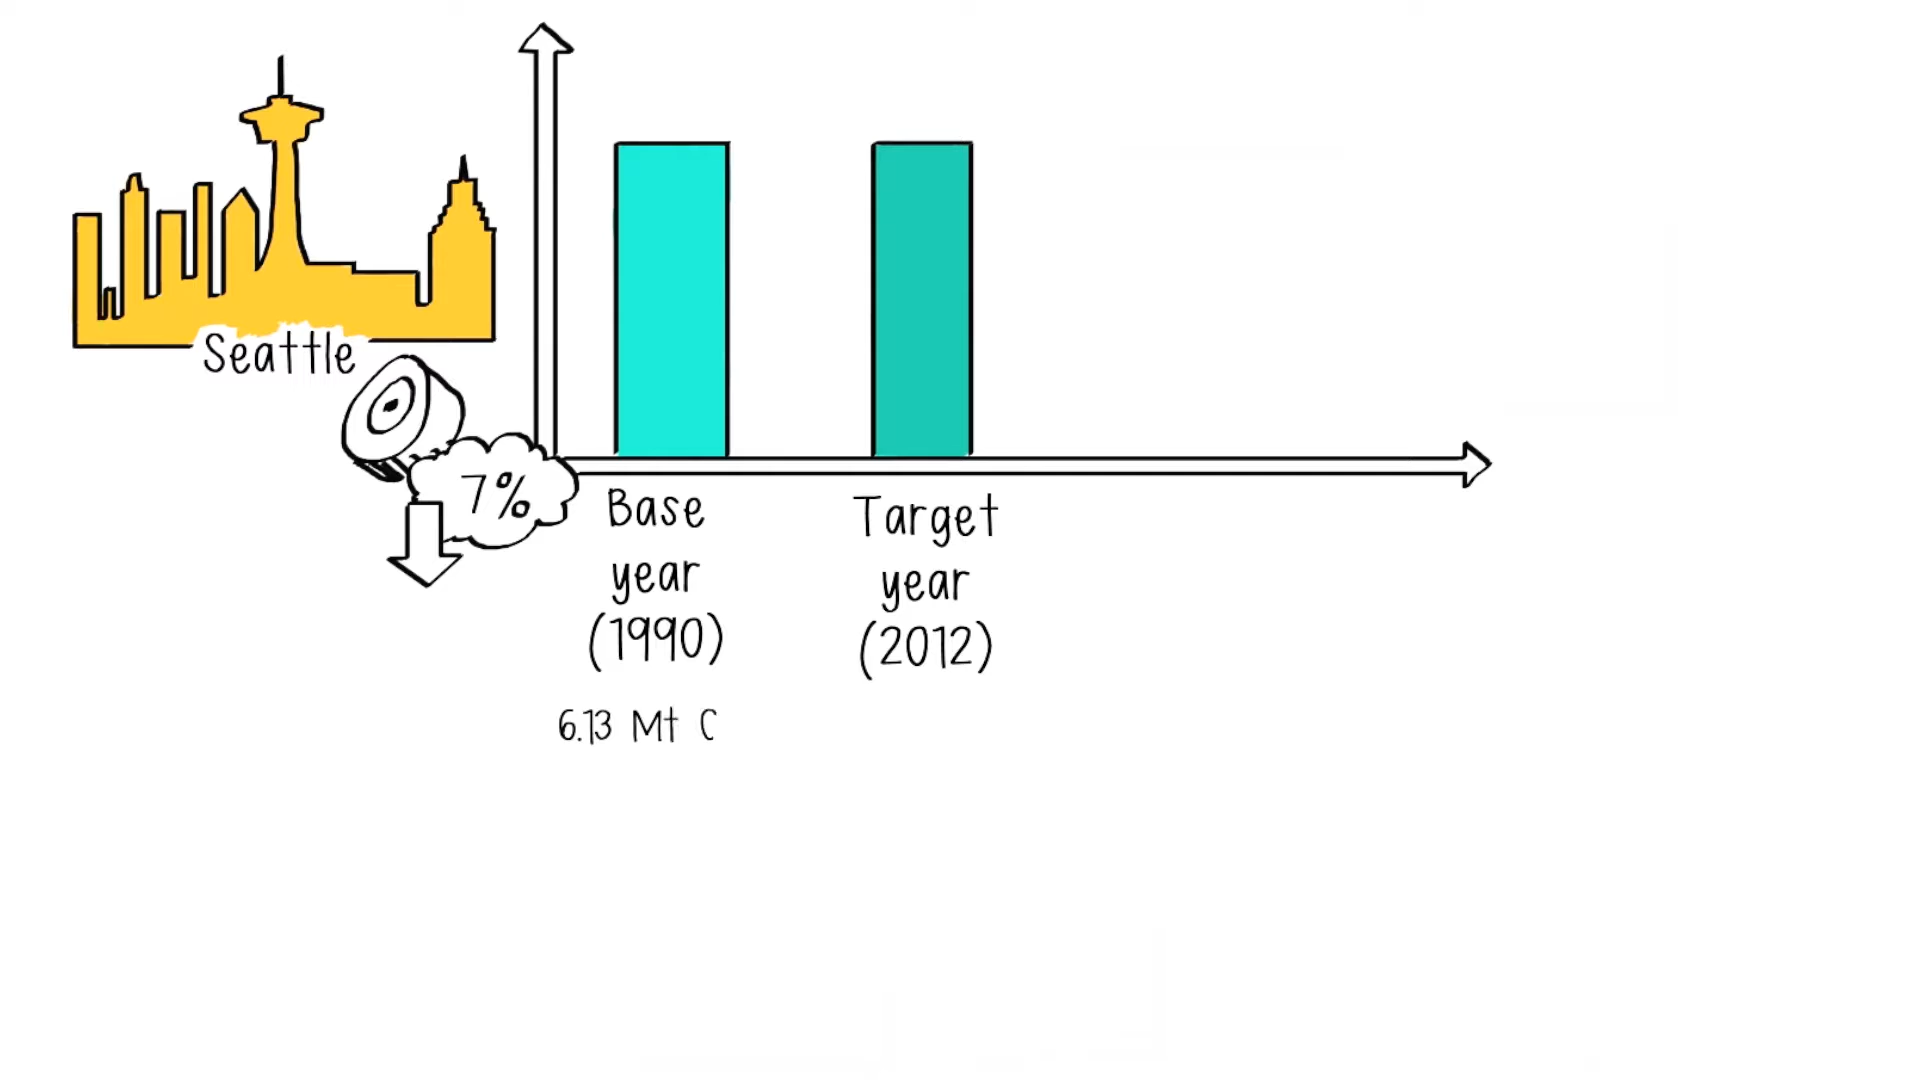 Seattle
7%
Base
year
(1990)
Target
year
(2012)
6.13 Mt C